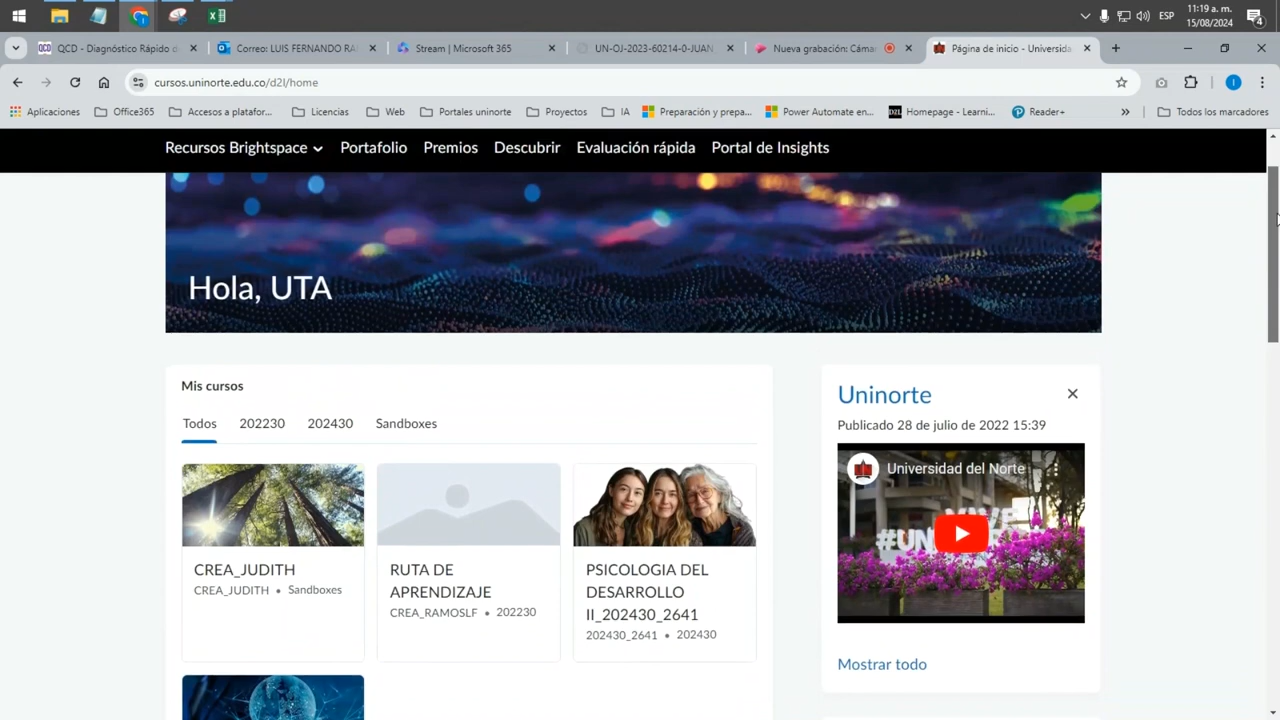 11:19 a. m.
ESP
15/08/2024
4
QCD - Diagnóstico Rápido d
Correo: LUIS FERNANDO RA
Stream | Microsoft 365
UN-OJ-2023-60214-0-JUAN
Nueva grabación: Cáma
Página de inicio - Universida
cursos.uninorte.edu.co/d2l/home
Aplicaciones
Office365
Accesos a platafor...
Licencias
Web
Portales uninorte
Proyectos
IA
Preparación y prepa...
Power Automate en...
D2L
Homepage - Learni...
Reader+
Todos los marcadores
Recursos Brightspace
Portafolio
Premios
Descubrir
Evaluación rápida
Portal de Insights
Hola, UTA
Mis cursos
Todos
202230
202430
Sandboxes
CREA_JUDITH
CREA_JUDITH • Sandboxes
RUTA DE
APRENDIZAJE
CREA_RAMOSLF • 202230
PSICOLOGIA DEL
DESARROLLO
II_202430_2641
202430_2641 • 202430
Uninorte
Publicado 28 de julio de 2022 15:39
Universidad del Norte
VIVE
#UN
Mostrar todo